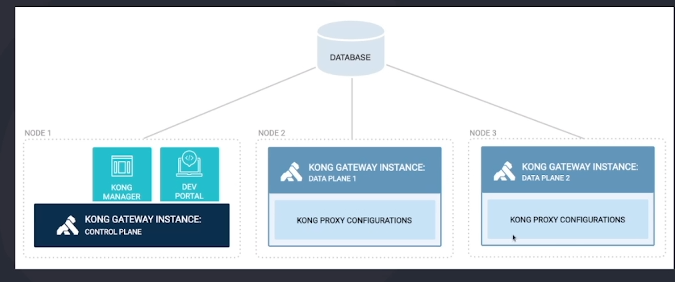 DATABASE
NODE 1
KONG
MANAGER
DEV
PORTAL
KONG GATEWAY INSTANCE:
CONTROL PLANE
NODE 2
KONG GATEWAY INSTANCE:
DATA PLANE 1
KONG PROXY CONFIGURATIONS
NODE 3
KONG GATEWAY INSTANCE:
DATA PLANE 2
KONG PROXY CONFIGURATIONS